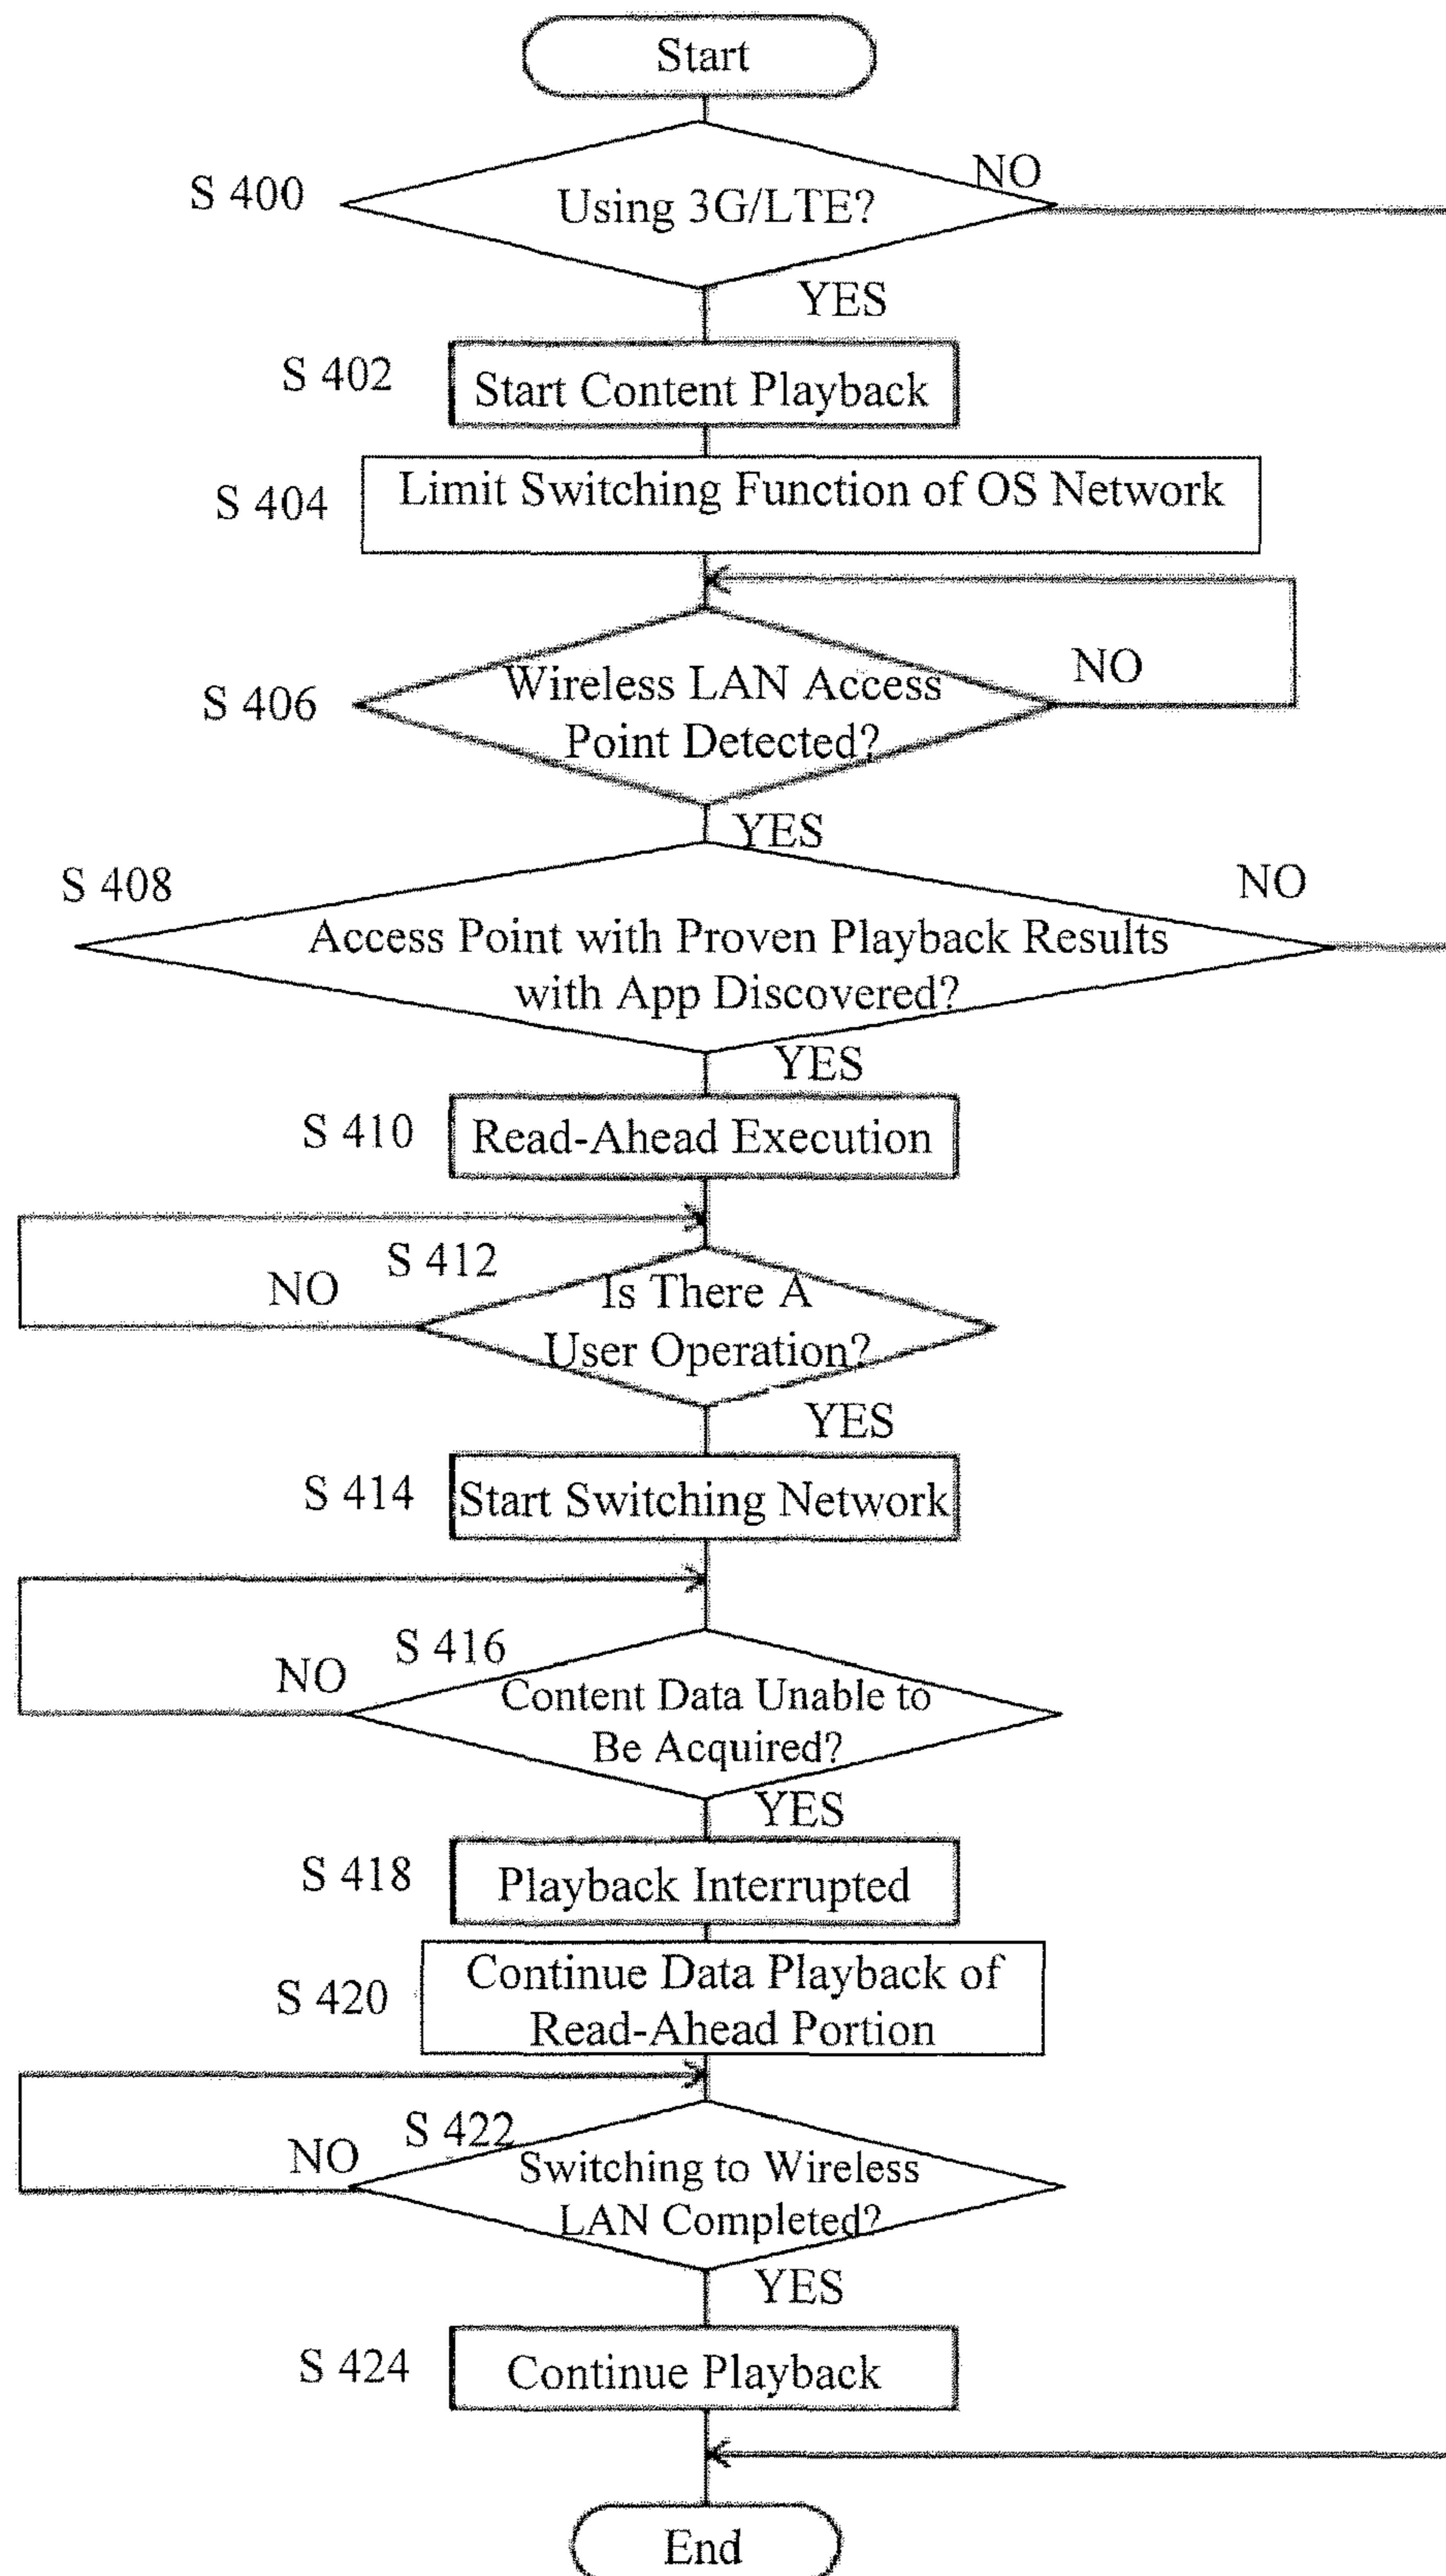 Start
S 400
Using 3G/LTE?
NO
YES
S 402
Start Content Playback
S 404
Limit Switching Function of OS Network
S 406
Wireless LAN Access
Point Detected?
NO
YES
S 408
Access Point with Proven Playback Results
with App Discovered?
NO
YES
S 410
Read-Ahead Execution
S 412
NO
Is There A
User Operation?
YES
S 414
Start Switching Network
S 416
NO
Content Data Unable to
Be Acquired?
YES
S 418
Playback Interrupted
S 420
Continue Data Playback of
Read-Ahead Portion
S 422
NO
Switching to Wireless
LAN Completed?
YES
S 424
Continue Playback
End